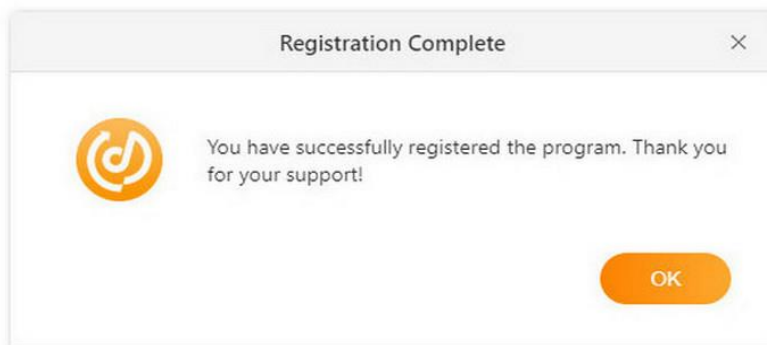 Registration Complete
You have successfully registered the program. Thank you
for your support!
OK